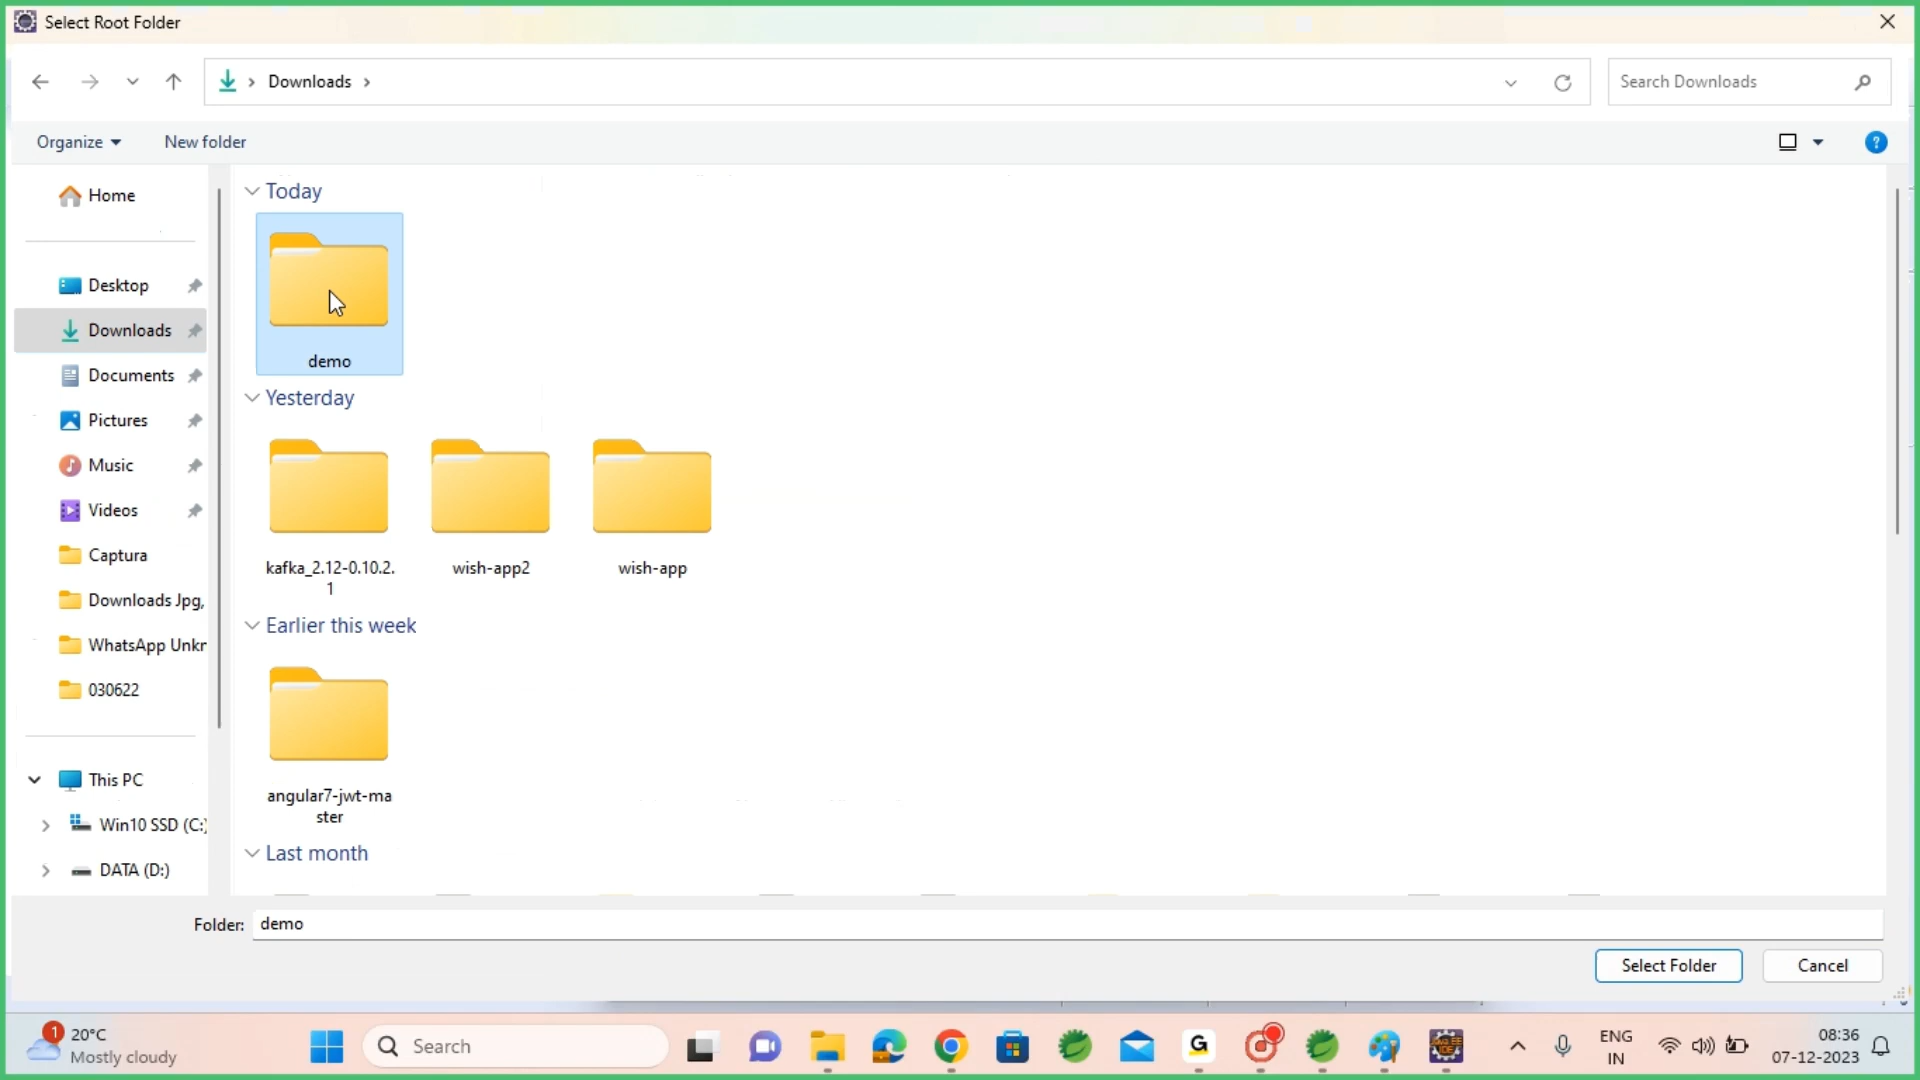 Select Root Folder
Downloads
Search Downloads
Organize
New folder
Home
Desktop
Downloads
Documents
Pictures
Music
Videos
Captura
Downloads Jpg,
WhatsApp Unkr
030622
This PC
Win10 SSD (C:)
DATA (D:)
Today
demo
Yesterday
kafka_2.12-0.10.2.
1
wish-app2
wish-app
Earlier this week
angular7-jwt-ma
ster
Last month
Folder: demo
Select Folder
Cancel
1
20°C
Mostly cloudy
Search
G
ENG
IN
08:36
07-12-2023